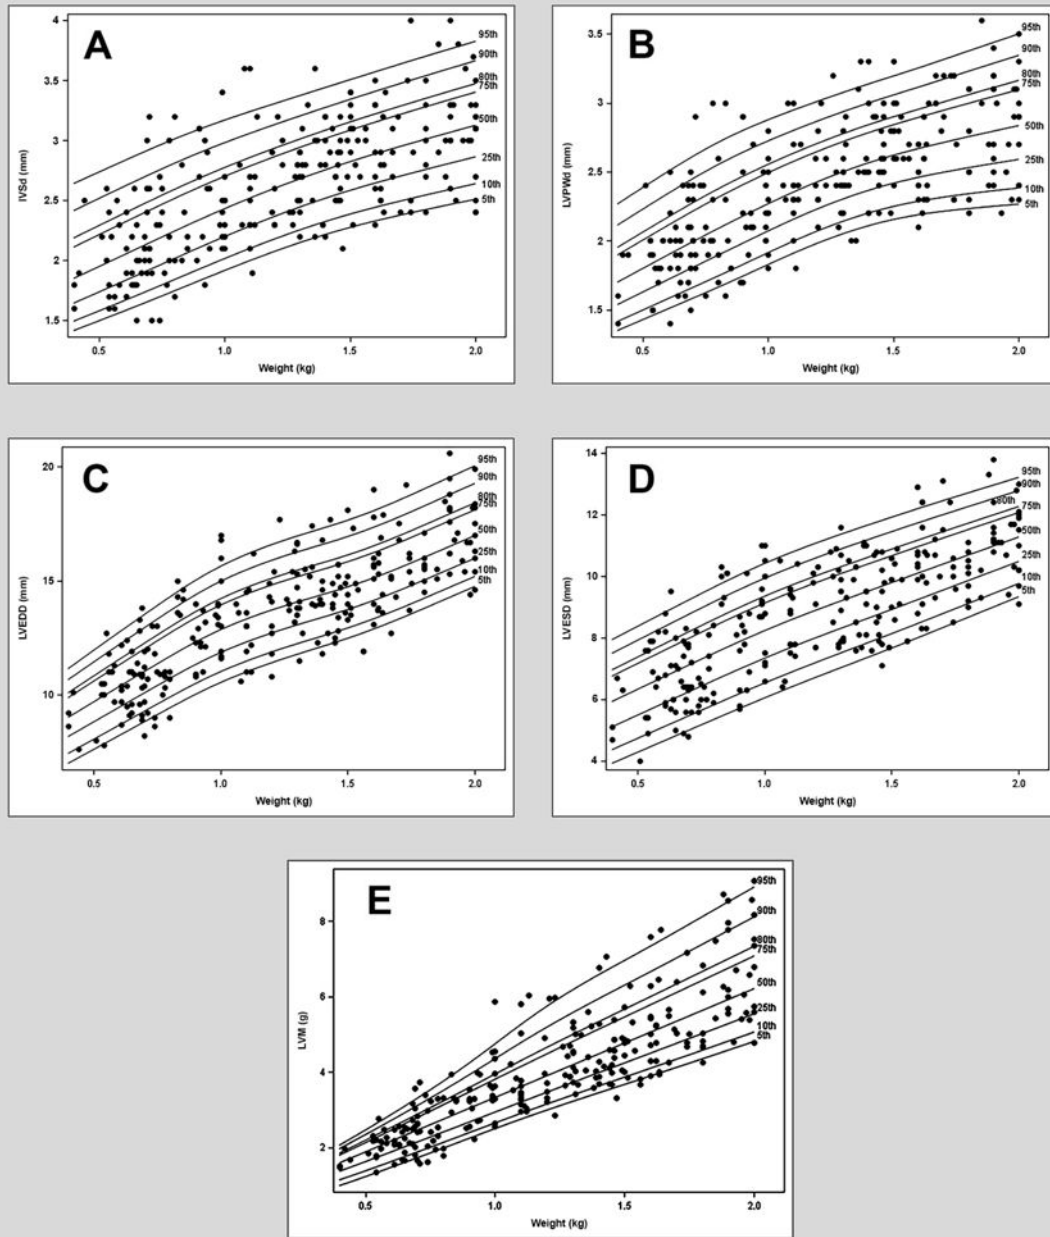 A
4
3.5
3
2.5
2
1.5
0.5
1.0
1.5
2.0
IVSd (mm)
Weight (kg)
95th
90th
80th
75th
50th
25th
10th
5th
B
3.5
3.0
2.5
2.0
1.5
0.5
1.0
1.5
2.0
LVPWd (mm)
Weight (kg)
95th
90th
80th
75th
50th
25th
10th
5th
C
20
15
10
0.5
1.0
1.5
2.0
LVEDD (mm)
Weight (kg)
95th
90th
80th
75th
50th
25th
10th
5th
D
14
12
10
8
6
4
0.5
1.0
1.5
2.0
LVESD (mm)
Weight (kg)
95th
90th
80th
75th
50th
25th
10th
5th
E
8
6
4
2
0.5
1.0
1.5
2.0
LVM (g)
Weight (kg)
95th
90th
80th
75th
50th
25th
10th
5th